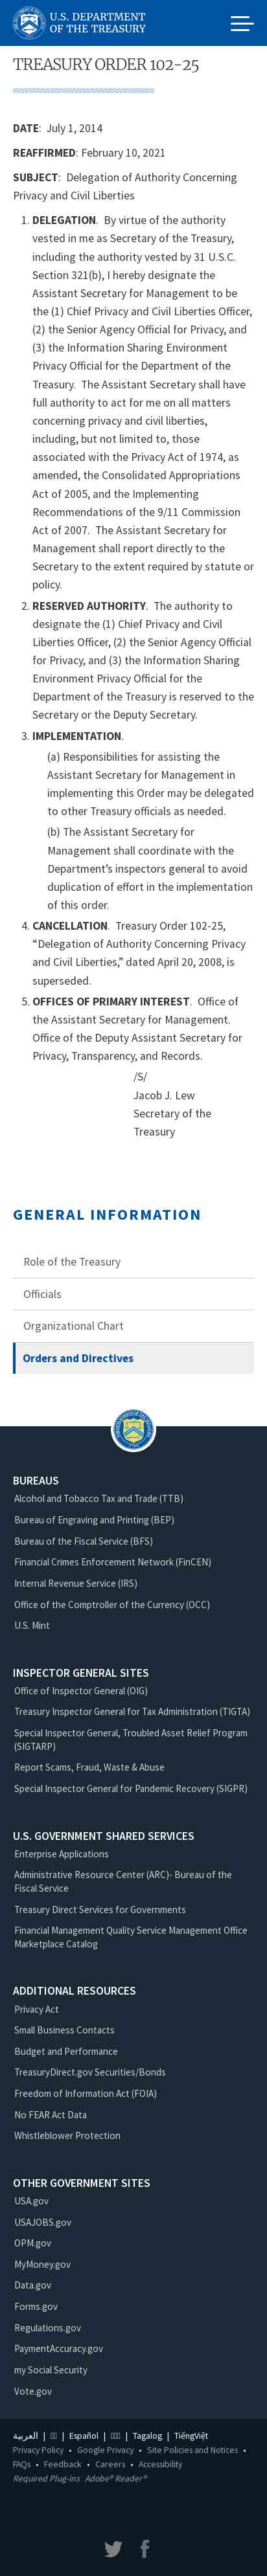 U.S. DEPARTMENT
OF THE TREASURY
TREASURY ORDER 102-25
DATE:  July 1, 2014
REAFFIRMED: February 10, 2021
SUBJECT:  Delegation of Authority Concerning
Privacy and Civil Liberties
1. DELEGATION.  By virtue of the authority
vested in me as Secretary of the Treasury,
including the authority vested by 31 U.S.C.
Section 321(b), I hereby designate the
Assistant Secretary for Management to be
the (1) Chief Privacy and Civil Liberties Officer,
(2) the Senior Agency Official for Privacy, and
(3) the Information Sharing Environment
Privacy Official for the Department of the
Treasury.  The Assistant Secretary shall have
full authority to act for me on all matters
concerning privacy and civil liberties,
including, but not limited to, those
associated with the Privacy Act of 1974, as
amended, the Consolidated Appropriations
Act of 2005, and the Implementing
Recommendations of the 9/11 Commission
Act of 2007.  The Assistant Secretary for
Management shall report directly to the
Secretary to the extent required by statute or
policy.
2. RESERVED AUTHORITY.  The authority to
designate the (1) Chief Privacy and Civil
Liberties Officer, (2) the Senior Agency Official
for Privacy, and (3) the Information Sharing
Environment Privacy Official for the
Department of the Treasury is reserved to the
Secretary or the Deputy Secretary.
3. IMPLEMENTATION.
(a) Responsibilities for assisting the
Assistant Secretary for Management in
implementing this Order may be delegated
to other Treasury officials as needed.
(b) The Assistant Secretary for
Management shall coordinate with the
Department’s inspectors general to avoid
duplication of effort in the implementation
of this order.
4. CANCELLATION.  Treasury Order 102-25,
“Delegation of Authority Concerning Privacy
and Civil Liberties,” dated April 20, 2008, is
superseded.
5. OFFICES OF PRIMARY INTEREST.  Office of
the Assistant Secretary for Management.
Office of the Deputy Assistant Secretary for
Privacy, Transparency, and Records.
/S/
Jacob J. Lew
Secretary of the
Treasury
GENERAL INFORMATION
Role of the Treasury
Officials
Organizational Chart
Orders and Directives
BUREAUS
Alcohol and Tobacco Tax and Trade (TTB)
Bureau of Engraving and Printing (BEP)
Bureau of the Fiscal Service (BFS)
Financial Crimes Enforcement Network (FinCEN)
Internal Revenue Service (IRS)
Office of the Comptroller of the Currency (OCC)
U.S. Mint
INSPECTOR GENERAL SITES
Office of Inspector General (OIG)
Treasury Inspector General for Tax Administration (TIGTA)
Special Inspector General, Troubled Asset Relief Program
(SIGTARP)
Report Scams, Fraud, Waste & Abuse
Special Inspector General for Pandemic Recovery (SIGPR)
U.S. GOVERNMENT SHARED SERVICES
Enterprise Applications
Administrative Resource Center (ARC)- Bureau of the
Fiscal Service
Treasury Direct Services for Governments
Financial Management Quality Service Management Office
Marketplace Catalog
ADDITIONAL RESOURCES
Privacy Act
Small Business Contacts
Budget and Performance
TreasuryDirect.gov Securities/Bonds
Freedom of Information Act (FOIA)
No FEAR Act Data
Whistleblower Protection
OTHER GOVERNMENT SITES
USA.gov
USAJOBS.gov
OPM.gov
MyMoney.gov
Data.gov
Forms.gov
Regulations.gov
PaymentAccuracy.gov
my Social Security
Vote.gov
العربية | | Español | | Tagalog | TiếngViệt
Privacy Policy • Google Privacy • Site Policies and Notices •
FAQs • Feedback • Careers • Accessibility
Required Plug-ins Adobe® Reader®